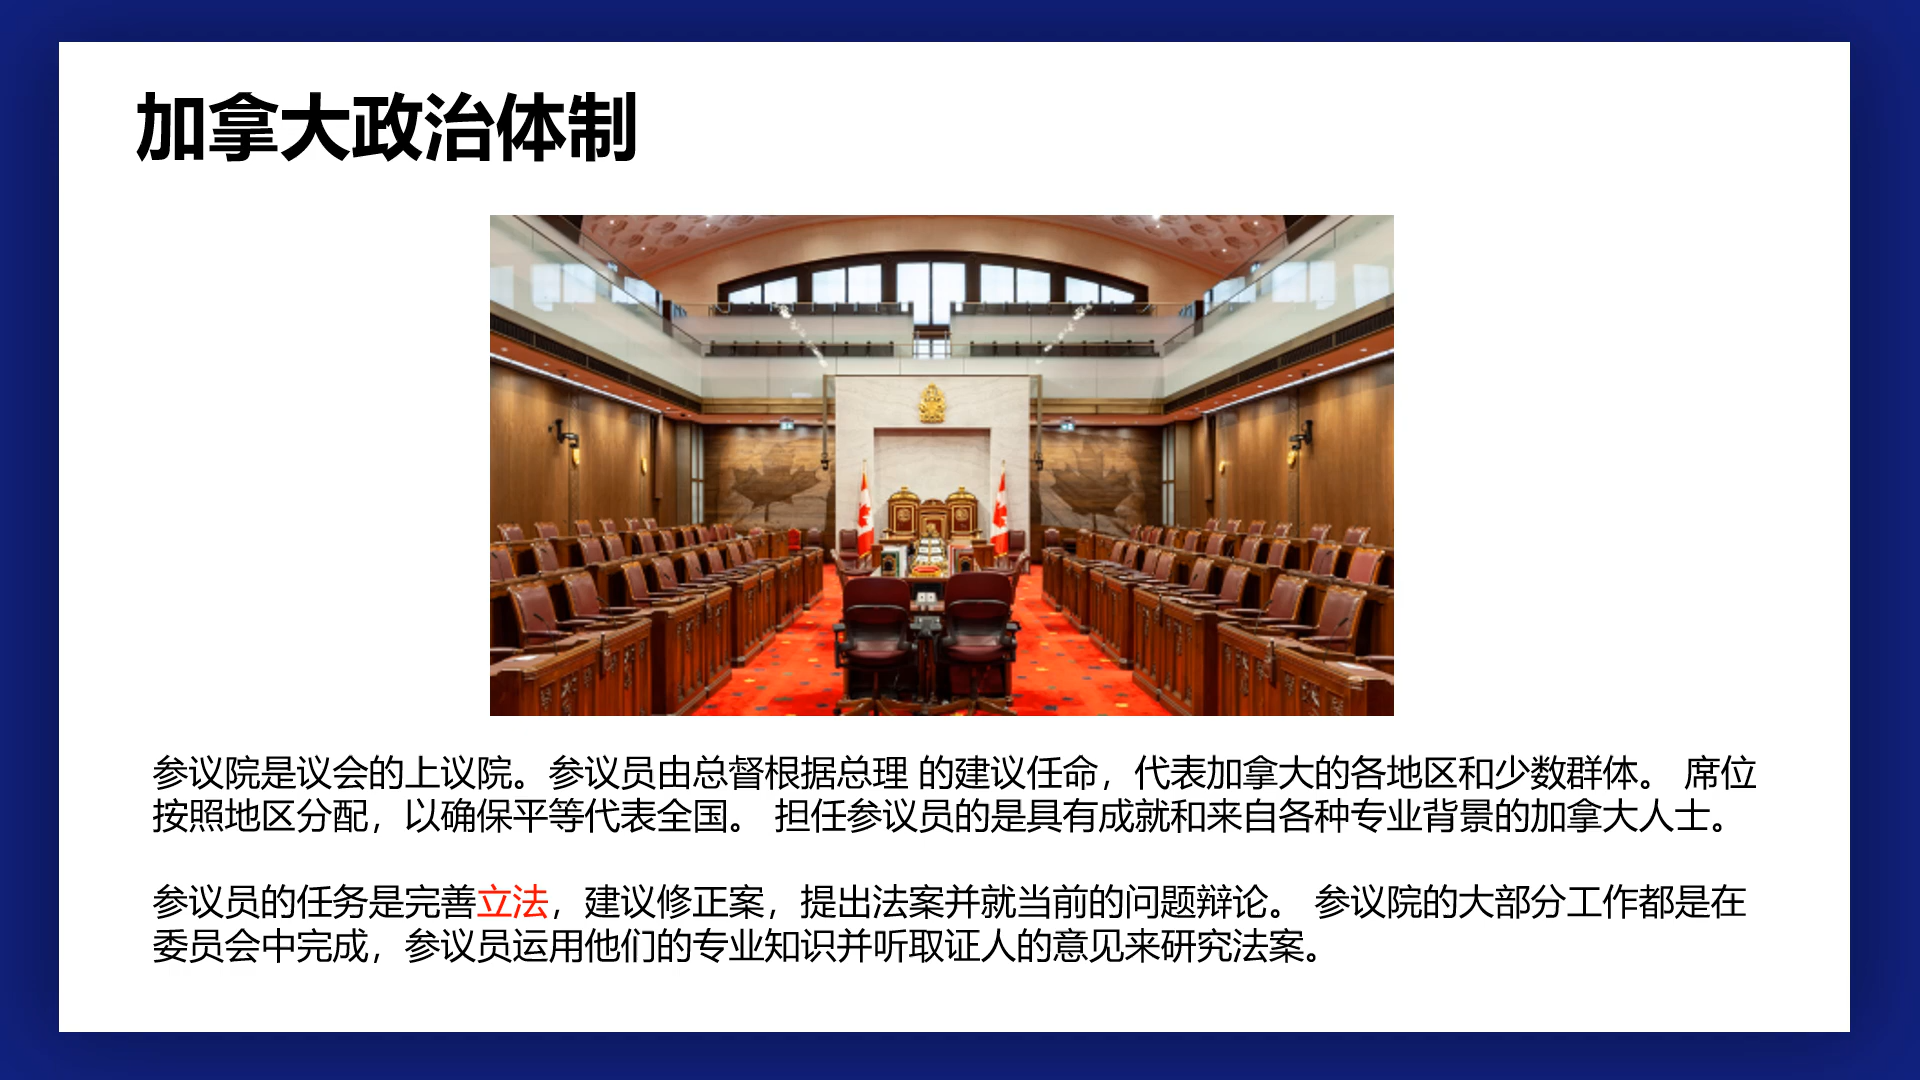 加拿大政治体制
参议院是议会的上议院。参议员由总督根据总理 的建议任命，代表加拿大的各地区和少数群体。 席位
按照地区分配，以确保平等代表全国。 担任参议员的是具有成就和来自各种专业背景的加拿大人士。
参议员的任务是完善立法，建议修正案，提出法案并就当前的问题辩论。 参议院的大部分工作都是在
委员会中完成，参议员运用他们的专业知识并听取证人的意见来研究法案。